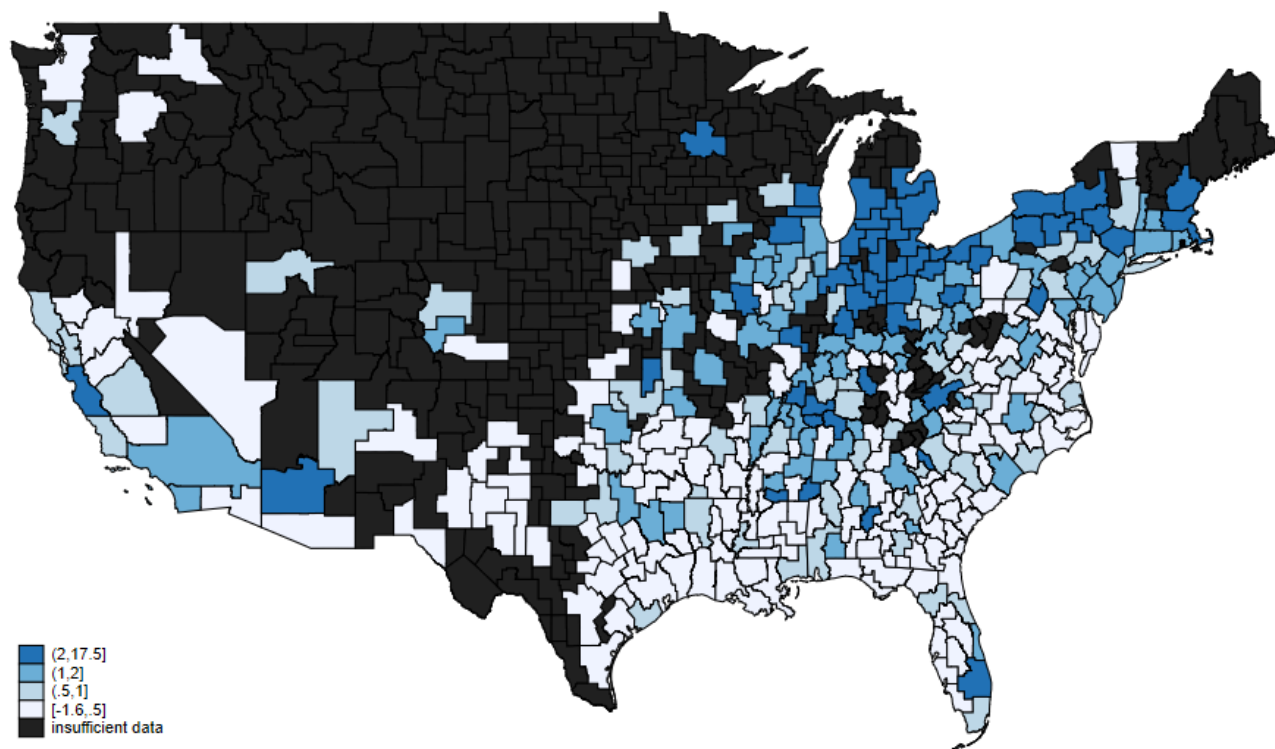 (2,17.5]
(1,2]
(.5,1]
[-1.6,.5]
insufficient data